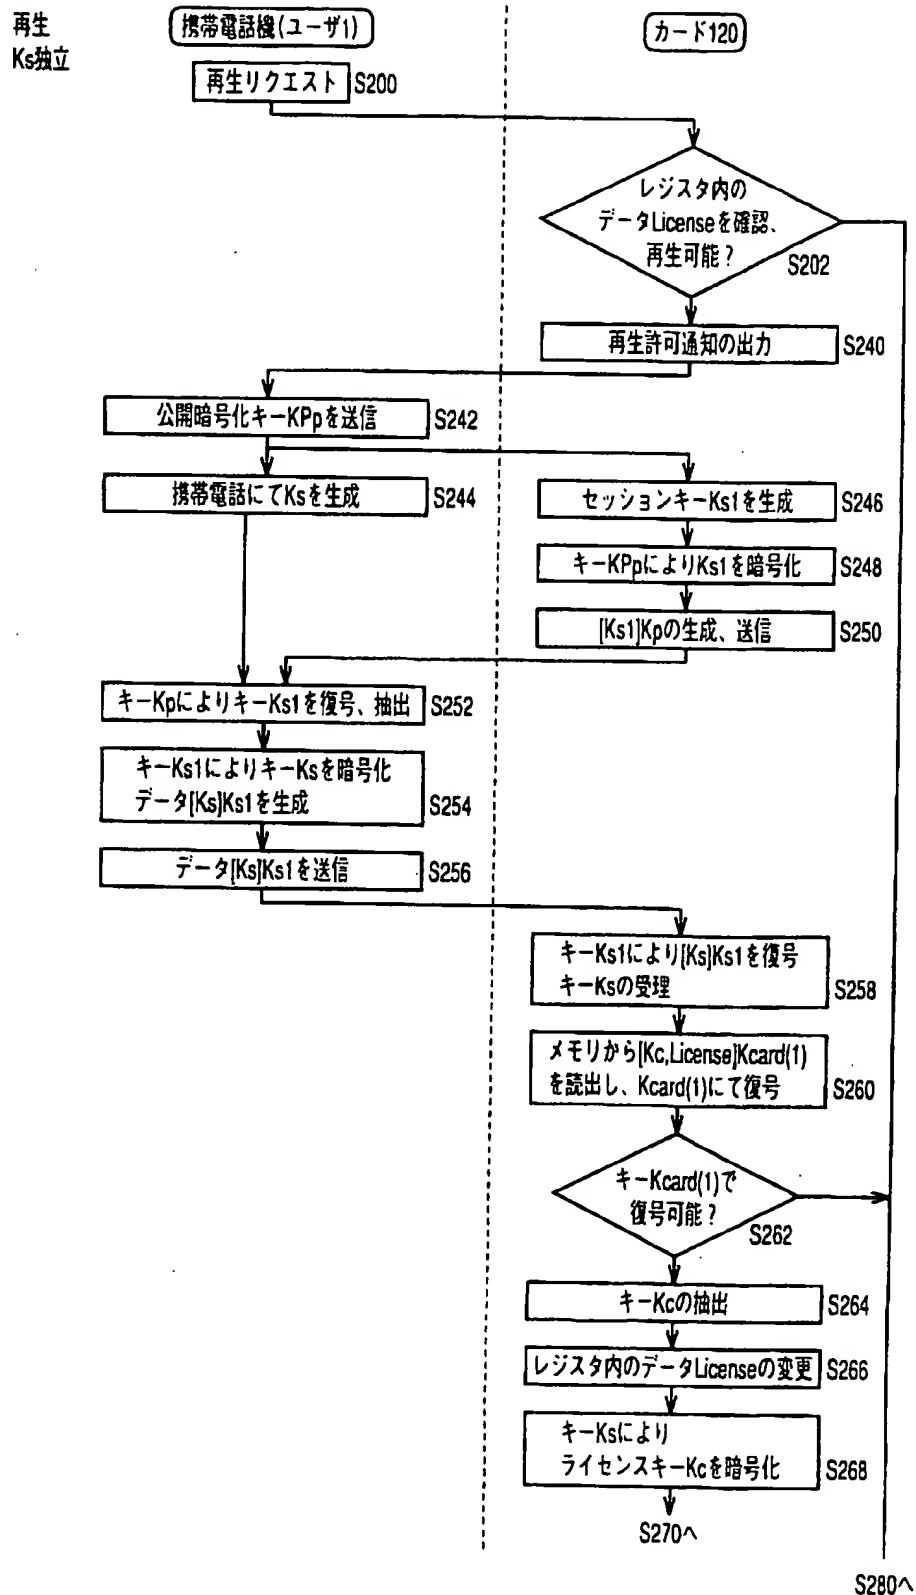 再生
Ks独立
携帯電話機(ユーザ1)
カード120
再生リクエスト
S200
レジスタ内の
データLicenseを確認、
再生可能？
S202
再生許可通知の出力
S240
公開暗号化キーKPpを送信
S242
携帯電話にてKsを生成
S244
セッションキーKs1を生成
S246
キーKPpによりKs1を暗号化
S248
[Ks1]Kpの生成、送信
S250
キーKpによりキーKs1を復号、抽出
S252
キーKs1によりキーKsを暗号化
データ[Ks]Ks1を生成
S254
データ[Ks]Ks1を送信
S256
キーKs1により[Ks]Ks1を復号
キーKsの受理
S258
メモリから[Kc,License]Kcard(1)
を読出し、Kcard(1)にて復号
S260
キーKcard(1)で
復号可能？
S262
キーKcの抽出
S264
レジスタ内のデータLicenseの変更
S266
キーKsにより
ライセンスキーKcを暗号化
S268
S270へ
S280へ